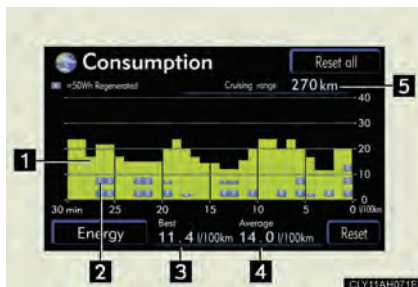 Consumption
Reset all
=50Wh Regenerated
Cruising range 270 km
5
40
30
20
10
0
1
30 min 25 20 15 10 5 0 l/100km
Energy
Best
11.4 l/100km
Average
14.0 l/100km
Reset
2
3
4
CLY11AH071E